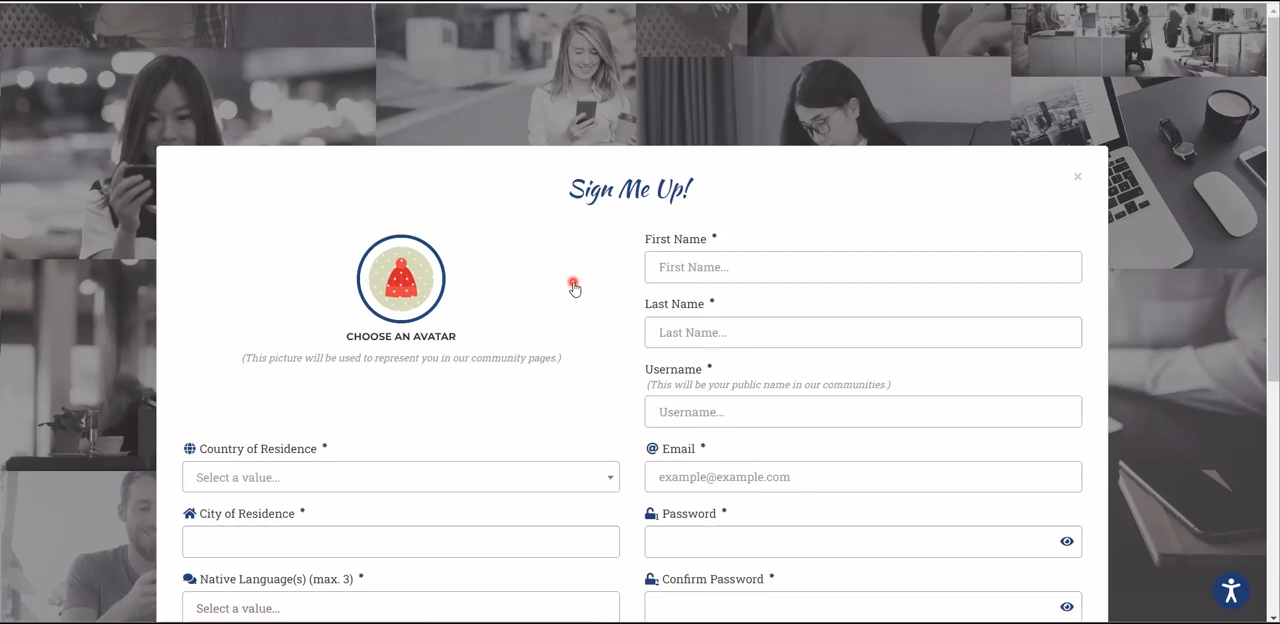 Sign Me Up!
×
CHOOSE AN AVATAR
(This picture will be used to represent you in our community pages.)
First Name *
First Name...
Last Name *
Last Name...
Username *
(This will be your public name in our communities.)
Username...
Country of Residence *
Select a value...
@ Email *
example@example.com
City of Residence *
Password *
Native Language(s) (max. 3) *
Select a value...
Confirm Password *